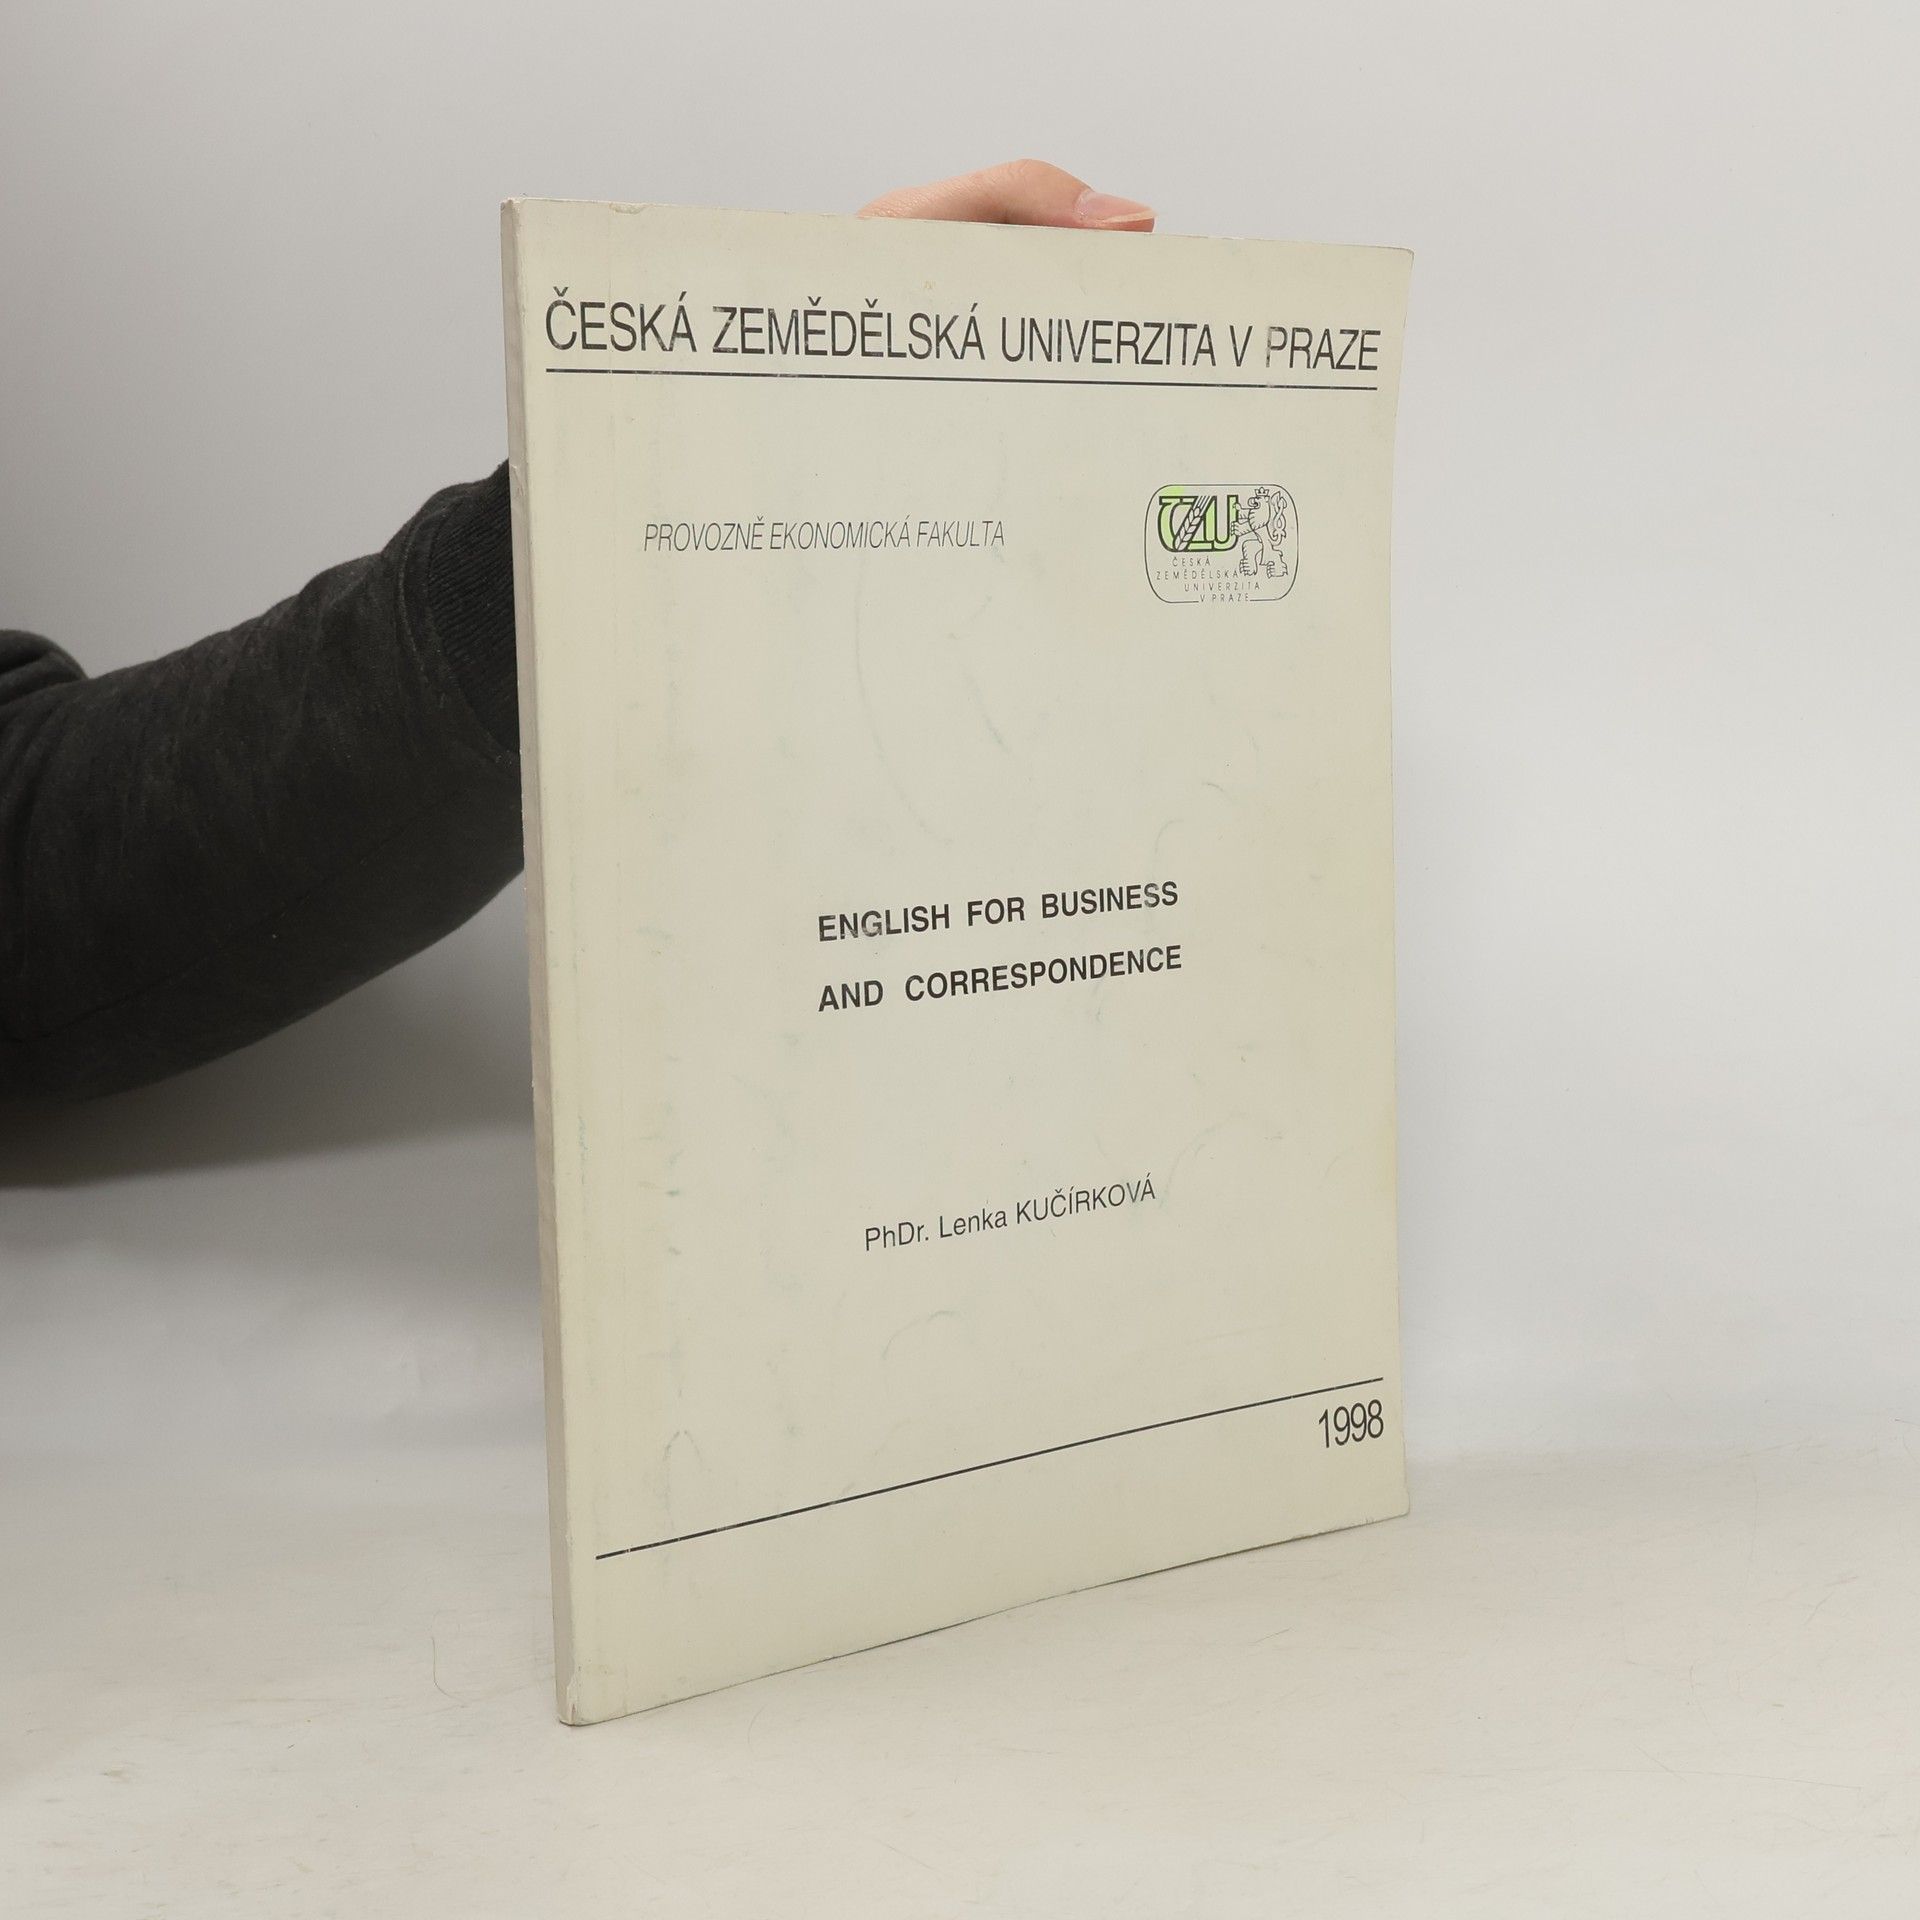 ČESKÁ ZEMĚDĚLSKÁ UNIVERZITA V PRAZE
PROVOZNĚ EKONOMICKÁ FAKULTA
ČZU
ČESKÁ
ZEMĚDĚLSKÁ
UNIVERZITA
V PRAZE
ENGLISH FOR BUSINESS
AND CORRESPONDENCE
PhDr. Lenka KUČÍRKOVÁ
1998